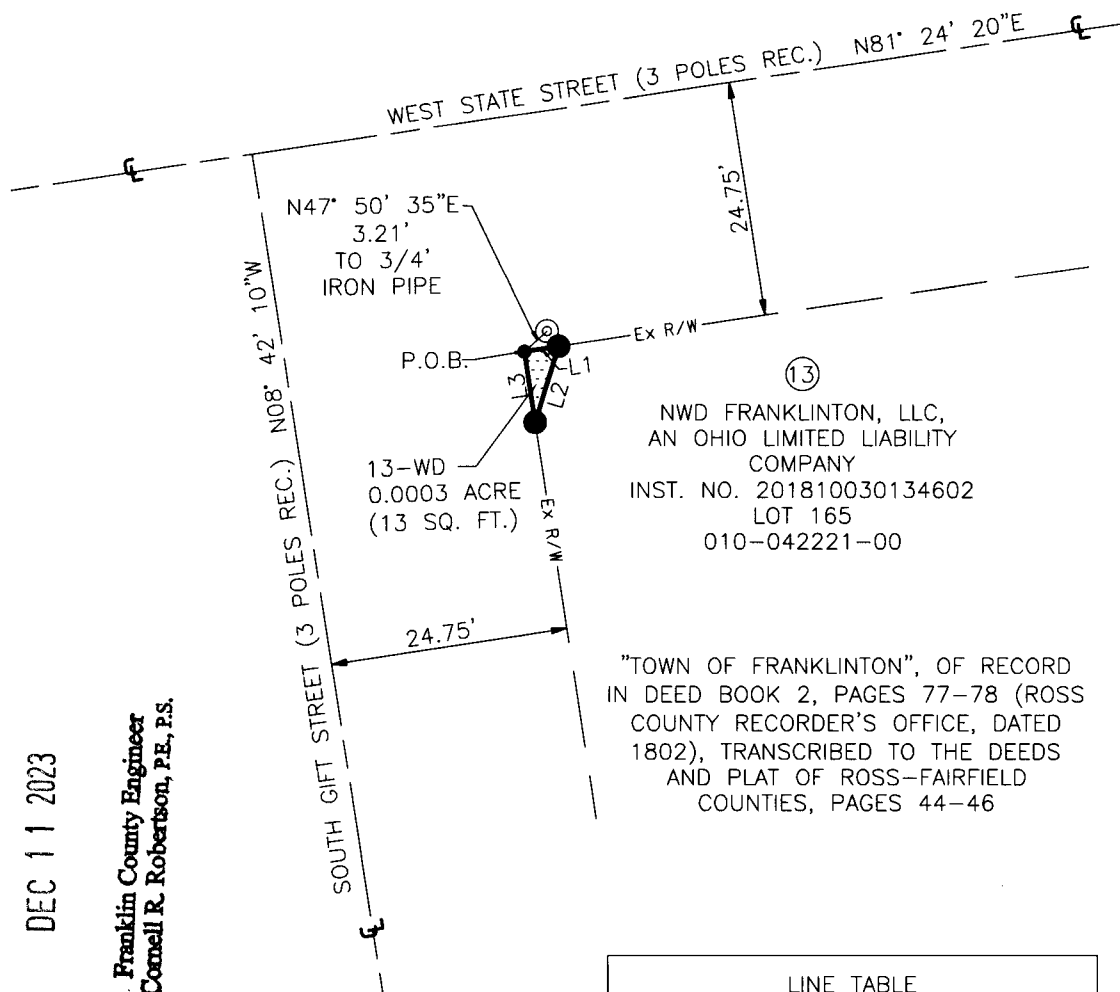 WEST STATE STREET (3 POLES REC.) N81° 24' 20"E
℄
℄
24.75'
N47° 50' 35"E
3.21'
TO 3/4'
IRON PIPE
SOUTH GIFT STREET (3 POLES REC.) N08° 42' 10"W
P.O.B.
Ex R/W
L1
L2
L3
13-WD
0.0003 ACRE
(13 SQ. FT.)
Ex R/W
13
NWD FRANKLINTON, LLC,
AN OHIO LIMITED LIABILITY
COMPANY
INST. NO. 201810030134602
LOT 165
010-042221-00
24.75'
"TOWN OF FRANKLINTON", OF RECORD
IN DEED BOOK 2, PAGES 77-78 (ROSS
COUNTY RECORDER'S OFFICE, DATED
1802), TRANSCRIBED TO THE DEEDS
AND PLAT OF ROSS-FAIRFIELD
COUNTIES, PAGES 44-46
℄
DEC 11 2023
Franklin County Engineer
Cornell R. Robertson, P.E., P.S.
LINE TABLE